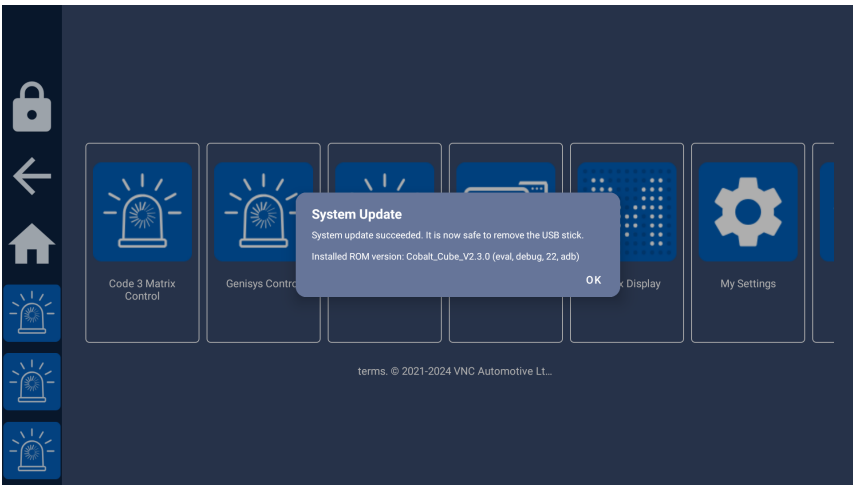 System Update
System update succeeded. It is now safe to remove the USB stick.
Installed ROM version: Cobalt_Cube_V2.3.0 (eval, debug, 22, adb)
OK
Code 3 Matrix
Control
Genisys
Display
My Settings
terms. © 2021-2024 VNC Automotive Lt…